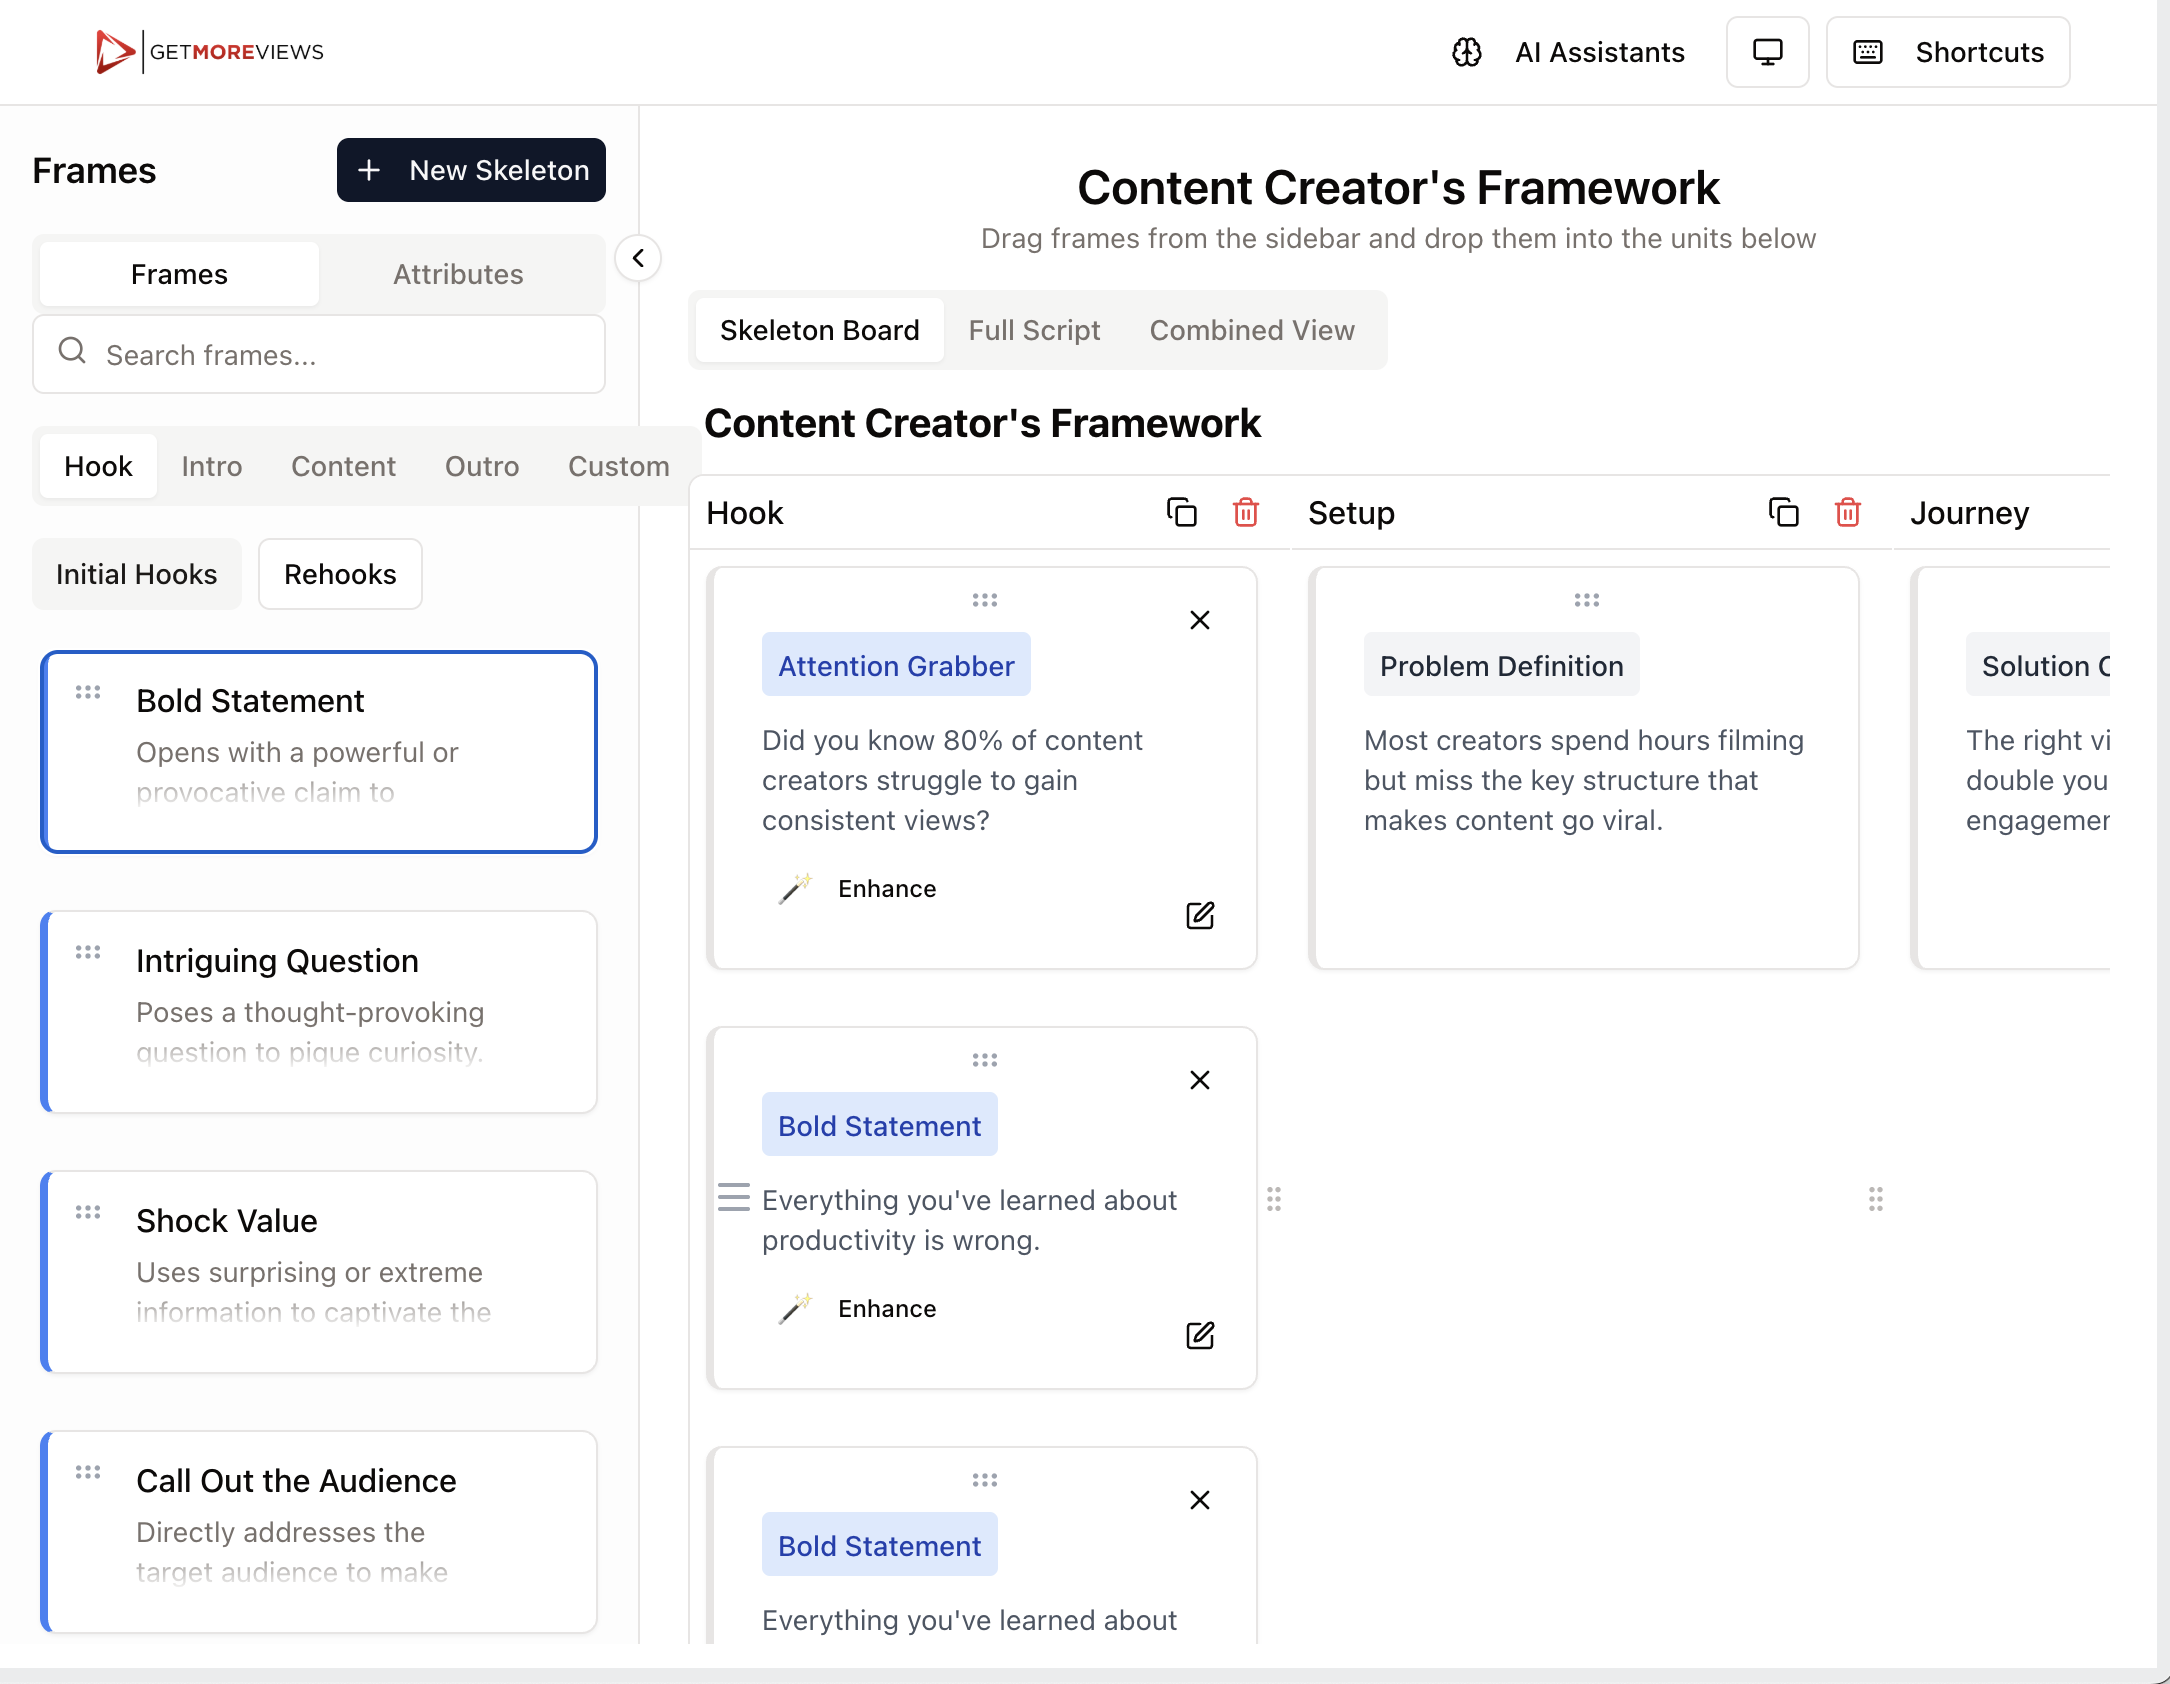 GETMOREVIEWS
AI Assistants
Shortcuts
Frames
New Skeleton
Frames
Attributes
Search frames...
Hook
Intro
Content
Outro
Custom
Initial Hooks
Rehooks
Bold Statement
Opens with a powerful or
provocative claim to
Intriguing Question
Poses a thought-provoking
question to pique curiosity.
Shock Value
Uses surprising or extreme
information to captivate the
Call Out the Audience
Directly addresses the
target audience to make
Content Creator's Framework
Drag frames from the sidebar and drop them into the units below
Skeleton Board
Full Script
Combined View
Content Creator's Framework
Hook
Attention Grabber
Did you know 80% of content
creators struggle to gain
consistent views?
Enhance
Bold Statement
Everything you've learned about
productivity is wrong.
Enhance
Bold Statement
Everything you've learned about
Setup
Problem Definition
Most creators spend hours filming
but miss the key structure that
makes content go viral.
Journey
Solution
The right
double you